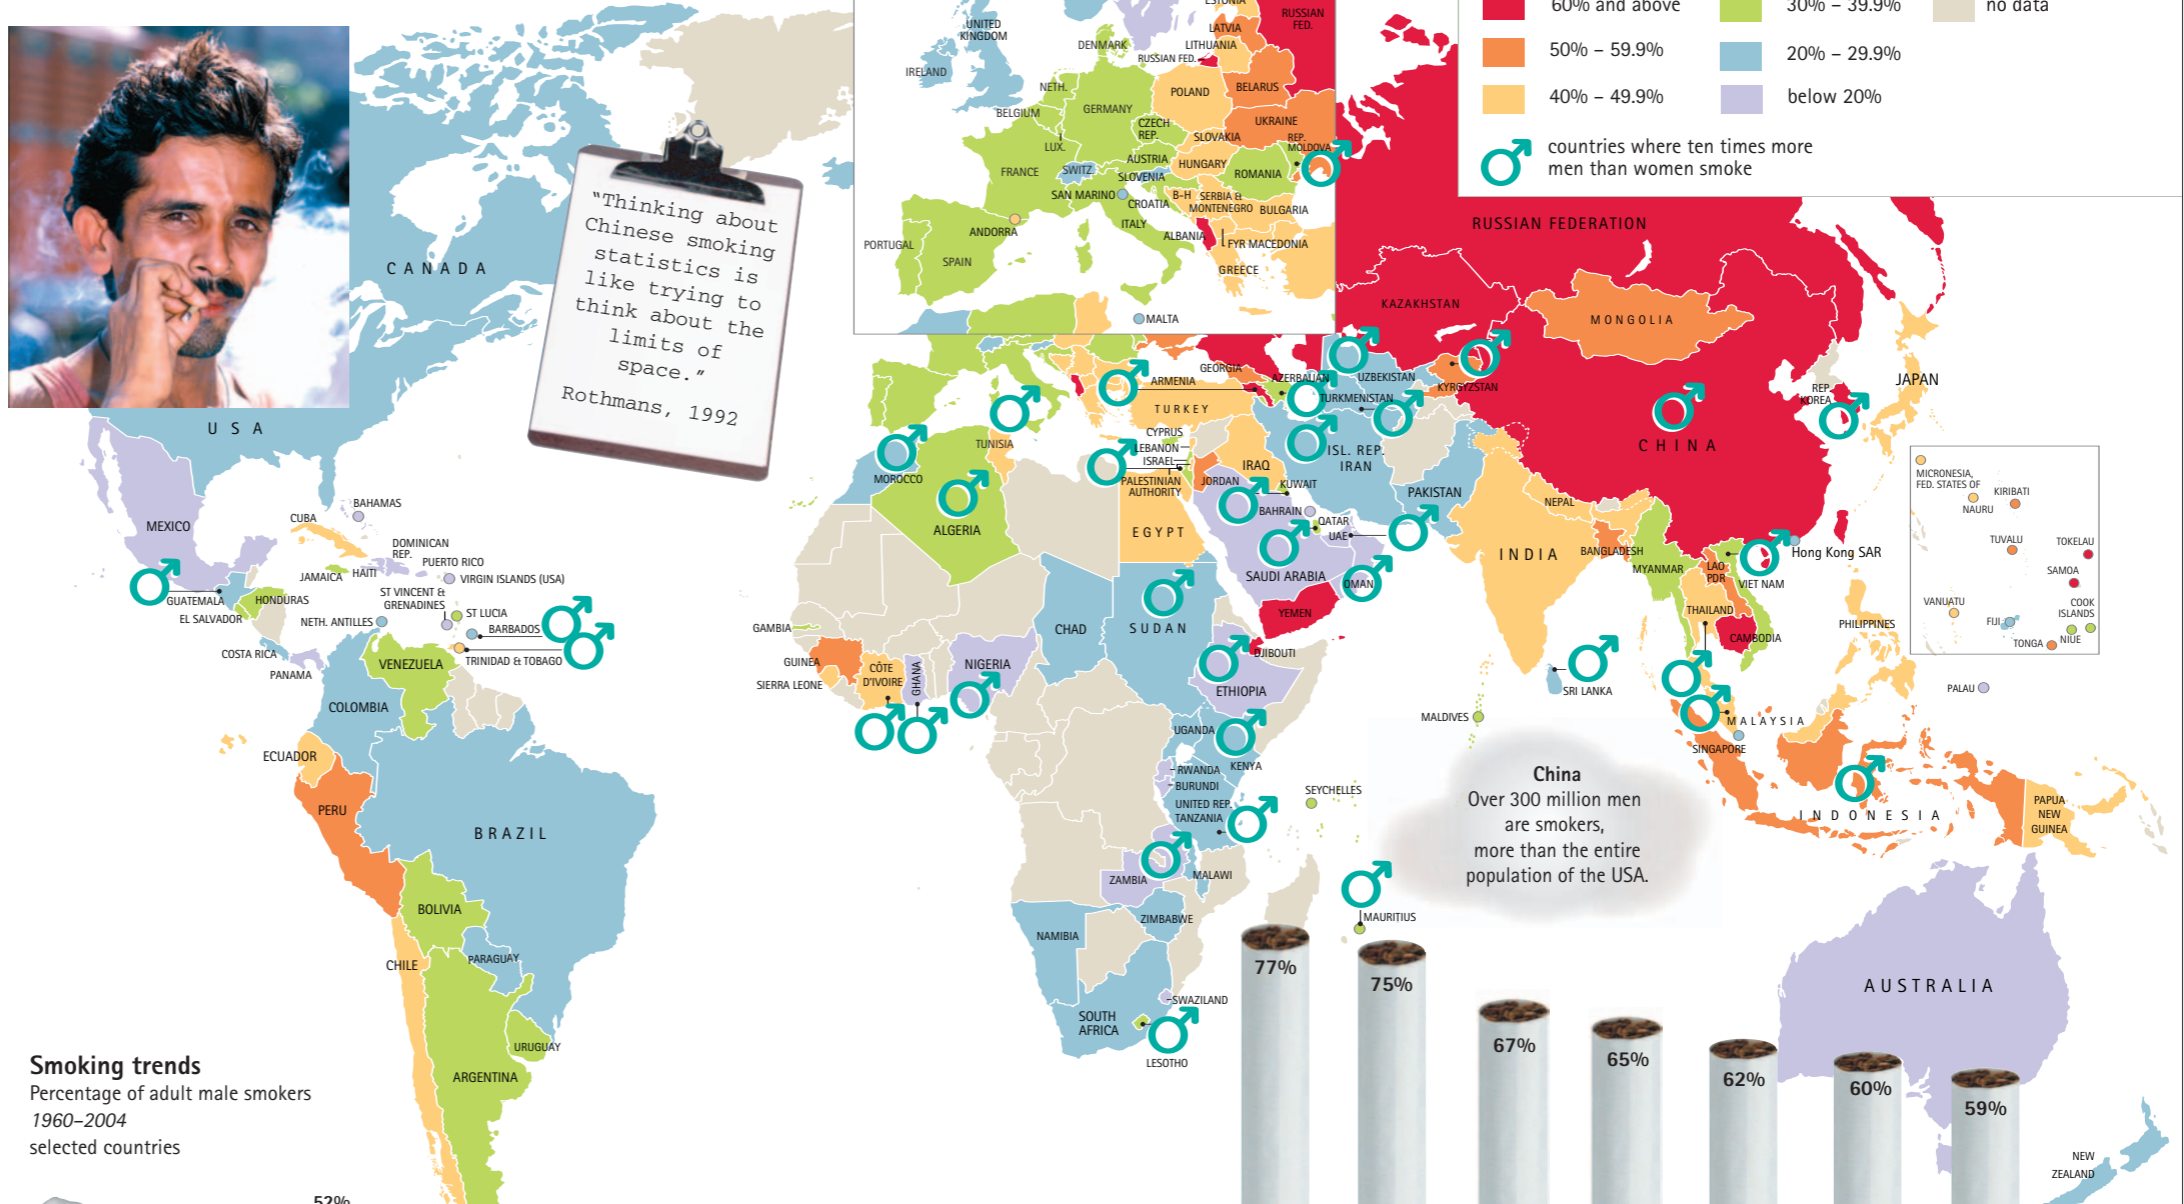 60% and above
50% – 59.9%
40% – 49.9%
30% – 39.9%
20% – 29.9%
below 20%
no data
countries where ten times more
men than women smoke
"Thinking about
Chinese smoking
statistics is
like trying to
think about the
limits of
space."
Rothmans, 1992
ESTONIA
RUSSIAN
FED.
UNITED
KINGDOM
LATVIA
DENMARK
LITHUANIA
RUSSIAN FED.
IRELAND
NETH.
POLAND
BELARUS
GERMANY
BELGIUM
CZECH
REP.
UKRAINE
LUX.
SLOVAKIA
REP.
MOLDOVA
AUSTRIA
HUNGARY
FRANCE
SWITZ.
SLOVENIA
ROMANIA
SAN MARINO
CROATIA
B-H
SERBIA &
MONTENEGRO
BULGARIA
ANDORRA
ITALY
ALBANIA
FYR MACEDONIA
PORTUGAL
SPAIN
GREECE
MALTA
CANADA
USA
MEXICO
CUBA
BAHAMAS
DOMINICAN
REP.
PUERTO RICO
JAMAICA
HAITI
VIRGIN ISLANDS (USA)
ST VINCENT &
GRENADINES
ST LUCIA
GUATEMALA
HONDURAS
EL SALVADOR
NETH. ANTILLES
BARBADOS
COSTA RICA
TRINIDAD & TOBAGO
PANAMA
VENEZUELA
COLOMBIA
ECUADOR
PERU
BRAZIL
BOLIVIA
PARAGUAY
CHILE
URUGUAY
ARGENTINA
RUSSIAN FEDERATION
KAZAKHSTAN
MONGOLIA
GEORGIA
ARMENIA
AZERBAIJAN
UZBEKISTAN
TURKMENISTAN
KYRGYZSTAN
REP.
KOREA
JAPAN
CHINA
TURKEY
CYPRUS
LEBANON
ISRAEL
PALESTINIAN
AUTHORITY
JORDAN
IRAQ
KUWAIT
ISL. REP.
IRAN
PAKISTAN
BAHRAIN
QATAR
UAE
SAUDI ARABIA
OMAN
YEMEN
NEPAL
INDIA
BANGLADESH
MYANMAR
LAO
PDR
VIET NAM
Hong Kong SAR
THAILAND
CAMBODIA
PHILIPPINES
SRI LANKA
MALDIVES
MALAYSIA
SINGAPORE
INDONESIA
PALAU
PAPUA
NEW
GUINEA
MICRONESIA,
FED. STATES OF
NAURU
KIRIBATI
TUVALU
TOKELAU
SAMOA
VANUATU
COOK
ISLANDS
FIJI
TONGA
NIUE
TUNISIA
MOROCCO
ALGERIA
EGYPT
CHAD
SUDAN
GAMBIA
GUINEA
SIERRA LEONE
CÔTE
D'IVOIRE
GHANA
NIGERIA
DJIBOUTI
ETHIOPIA
UGANDA
KENYA
RWANDA
BURUNDI
UNITED REP.
TANZANIA
SEYCHELLES
ZAMBIA
MALAWI
MAURITIUS
ZIMBABWE
NAMIBIA
SWAZILAND
SOUTH
AFRICA
LESOTHO
AUSTRALIA
NEW
ZEALAND
China
Over 300 million men
are smokers,
more than the entire
population of the USA.
77%
75%
67%
65%
62%
60%
59%
Smoking trends
Percentage of adult male smokers
1960–2004
selected countries
52%